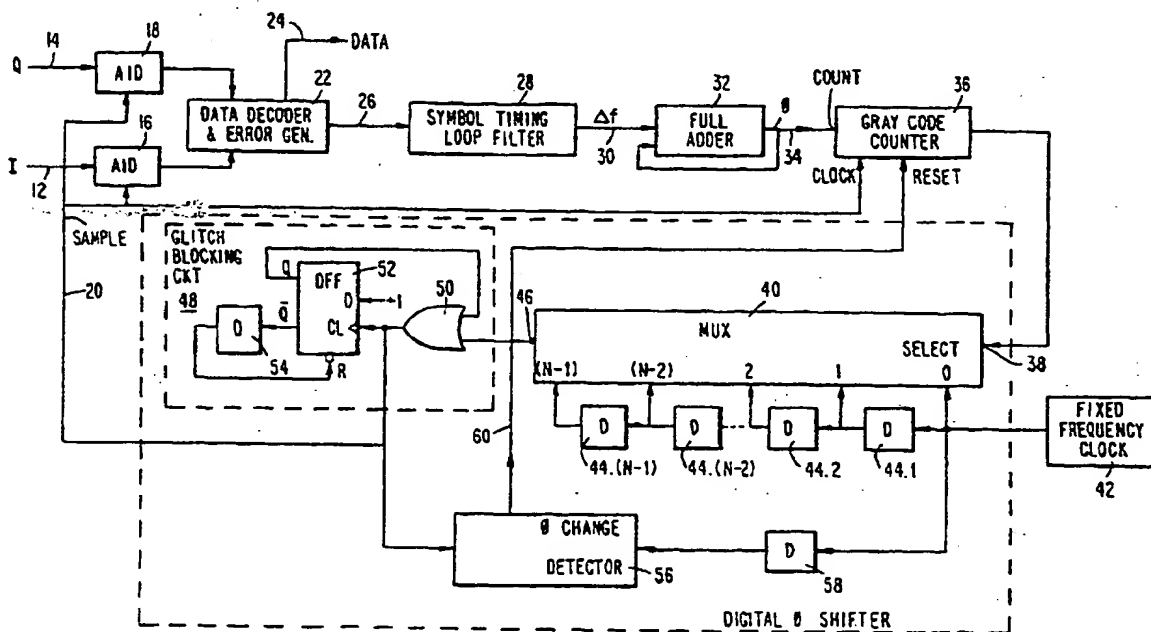 24
DATA
Q
14
18
A|D
22
DATA DECODER
& ERROR GEN.
26
28
SYMBOL TIMING
LOOP FILTER
Δf
30
32
FULL
ADDER
θ
34
COUNT
36
GRAY CODE
COUNTER
16
I
12
A|D
CLOCK
RESET
SAMPLE
20
GLITCH
BLOCKING
CKT
48
Q
DFF
52
D
1
Q̄
CL
R
D
54
50
46
40
MUX
SELECT
38
(N-1)
(N-2)
2
1
0
D
D
D
D
44.(N-1)
44.(N-2)
44.2
44.1
FIXED
FREQUENCY
CLOCK
42
60
θ CHANGE
DETECTOR
56
D
58
DIGITAL θ SHIFTER